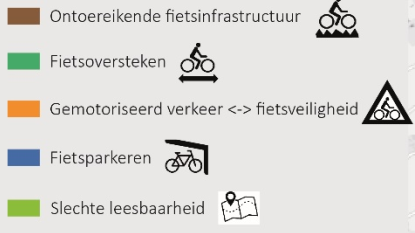 Ontoereikende fietsinfrastructuur
Fietsoversteken
Gemotoriseerd verkeer <-> fietsveiligheid
Fietsparkeren
Slechte leesbaarheid